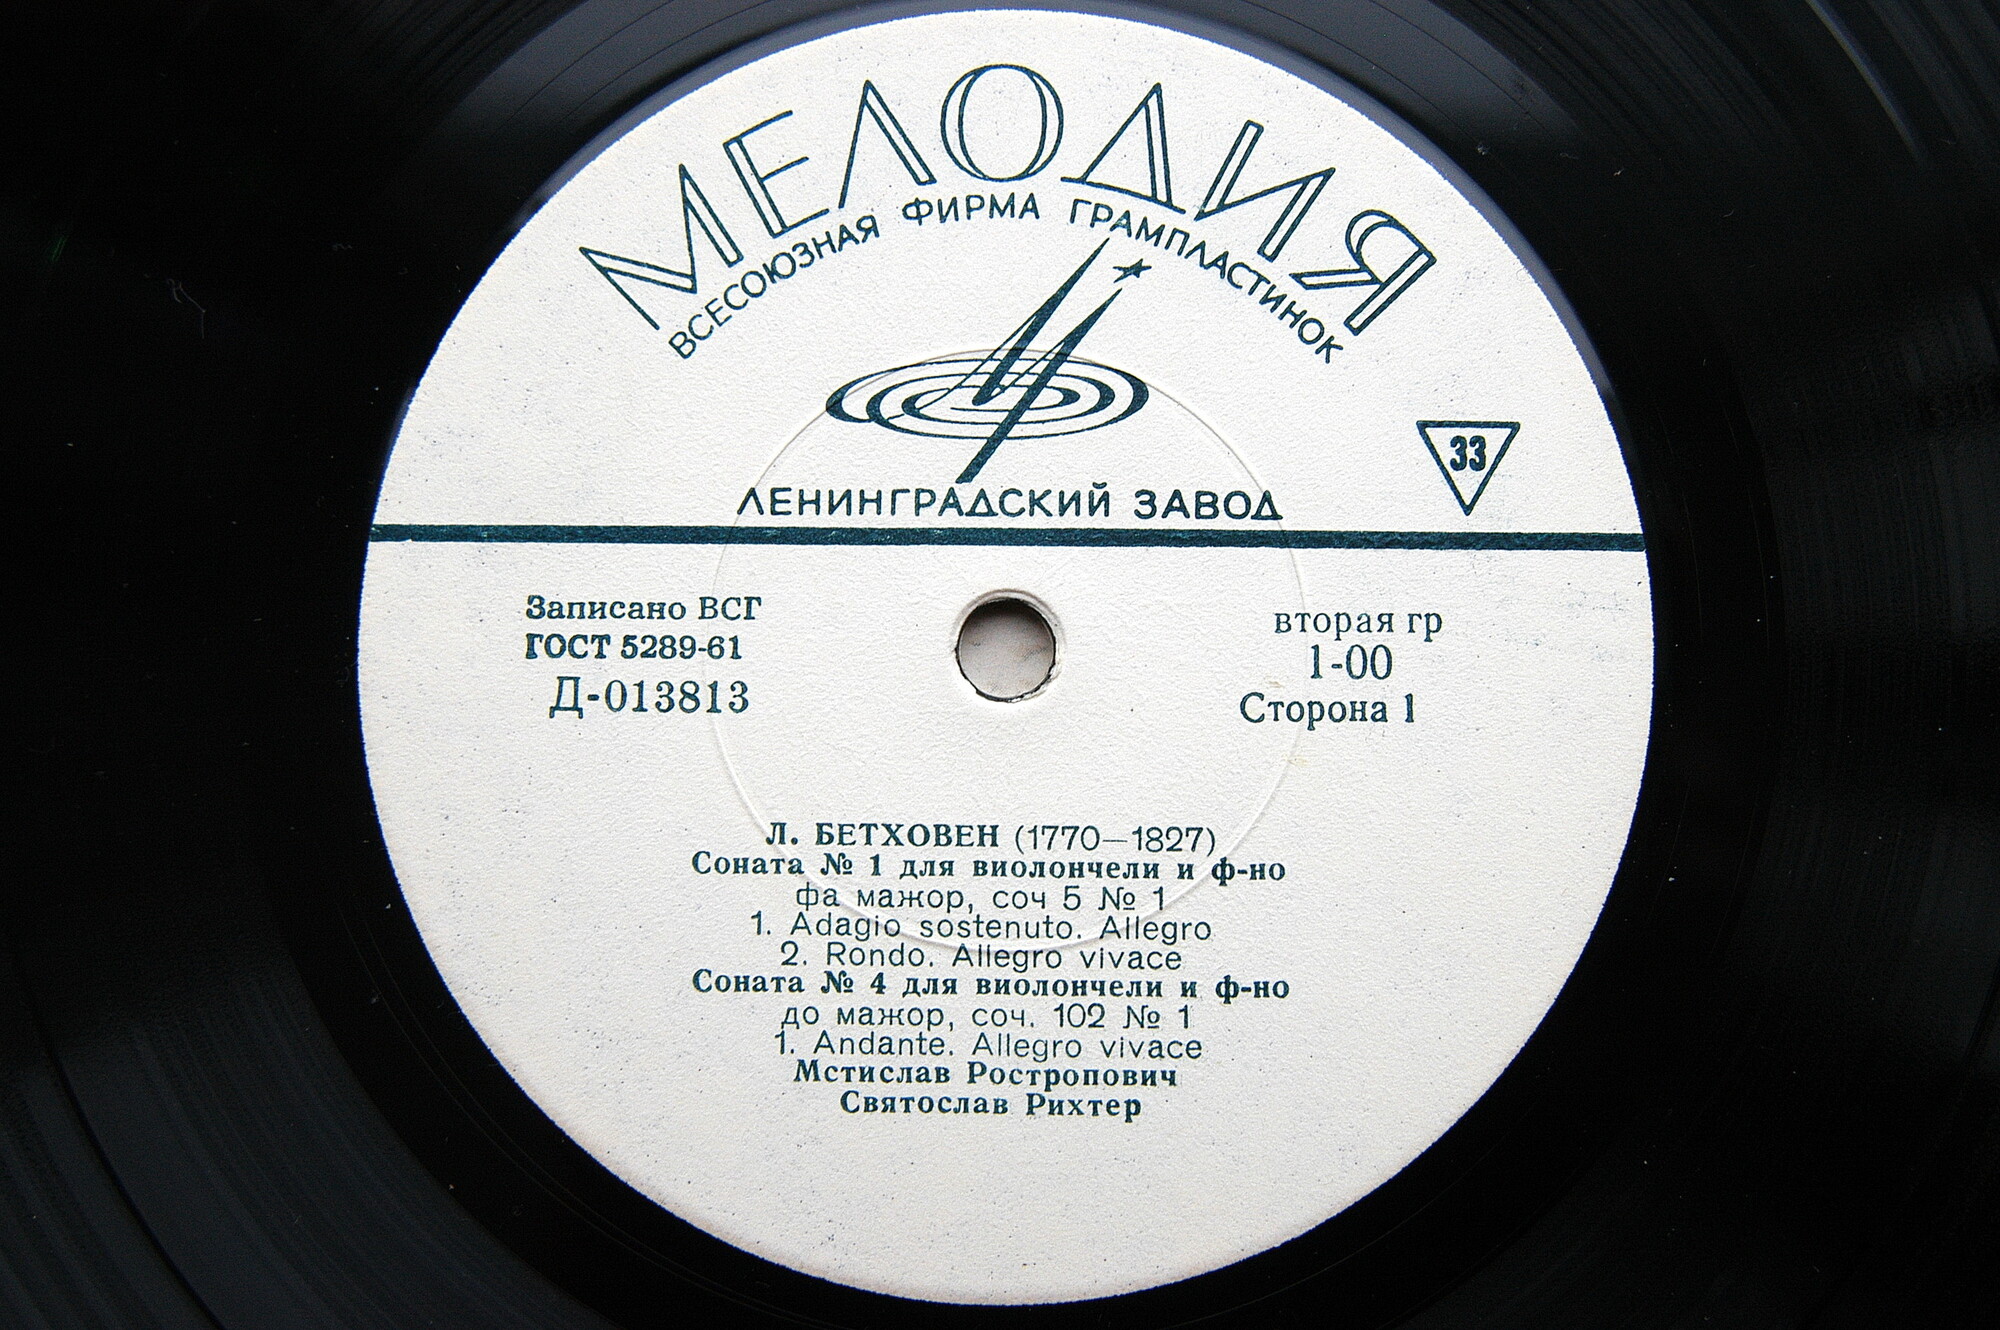 МЕЛОДИЯ
ВСЕСОЮЗНАЯ ФИРМА ГРАМПЛАСТИНОК
33
ЛЕНИНГРАДСКИЙ ЗАВОД
Записано ВСГ
ГОСТ 5289-61
Д-013813
вторая гр
1-00
Сторона 1
Л. БЕТХОВЕН (1770—1827)
Соната № 1 для виолончели и ф-но
фа мажор, соч 5 № 1
1. Adagio sostenuto. Allegro
2. Rondo. Allegro vivace
Соната № 4 для виолончели и ф-но
до мажор, соч. 102 № 1
1. Andante. Allegro vivace
Мстислав Ростропович
Святослав Рихтер